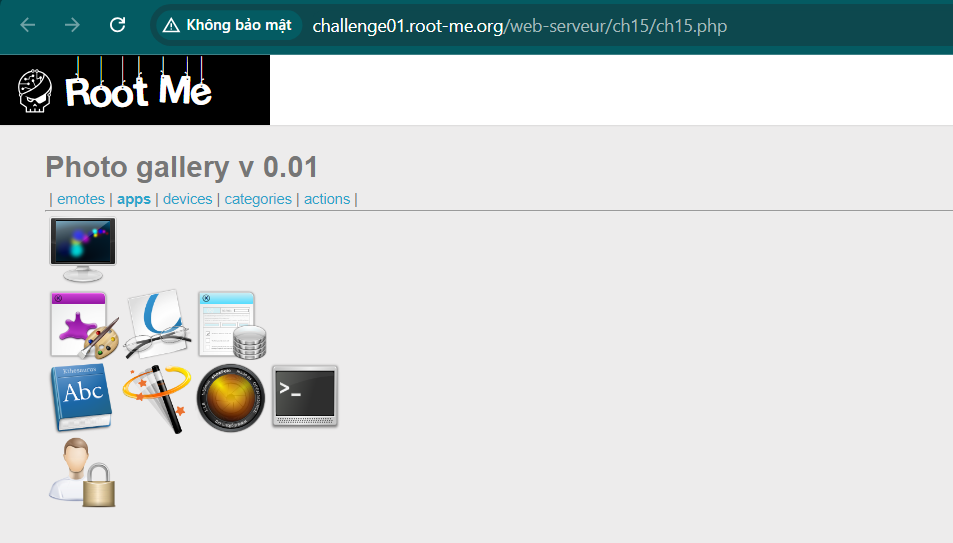 Không bảo mật challenge01.root-me.org/web-serveur/ch15/ch15.php
Root Me
Photo gallery v 0.01
| emotes | apps | devices | categories | actions |
Thesaurus
Abc
>_